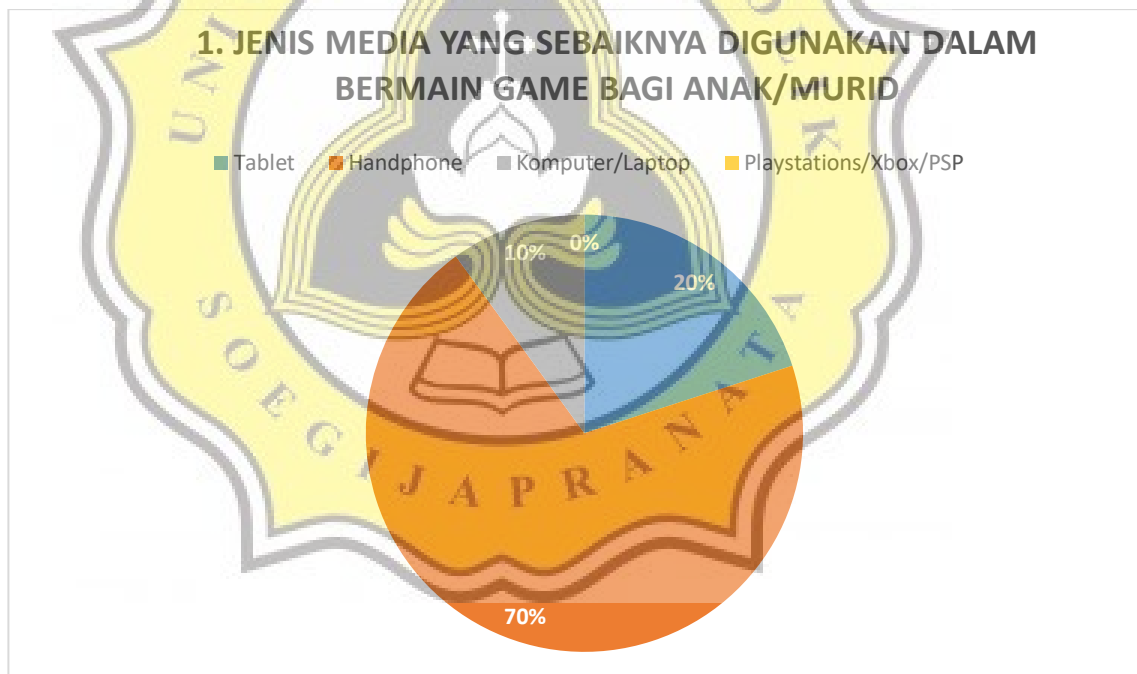 1. JENIS MEDIA YANG SEBAIKNYA DIGUNAKAN DALAM
BERMAIN GAME BAGI ANAK/MURID
Tablet Handphone Komputer/Laptop Playstations/Xbox/PSP
10% 0%
20%
70%
SOEGIJAPRANATA